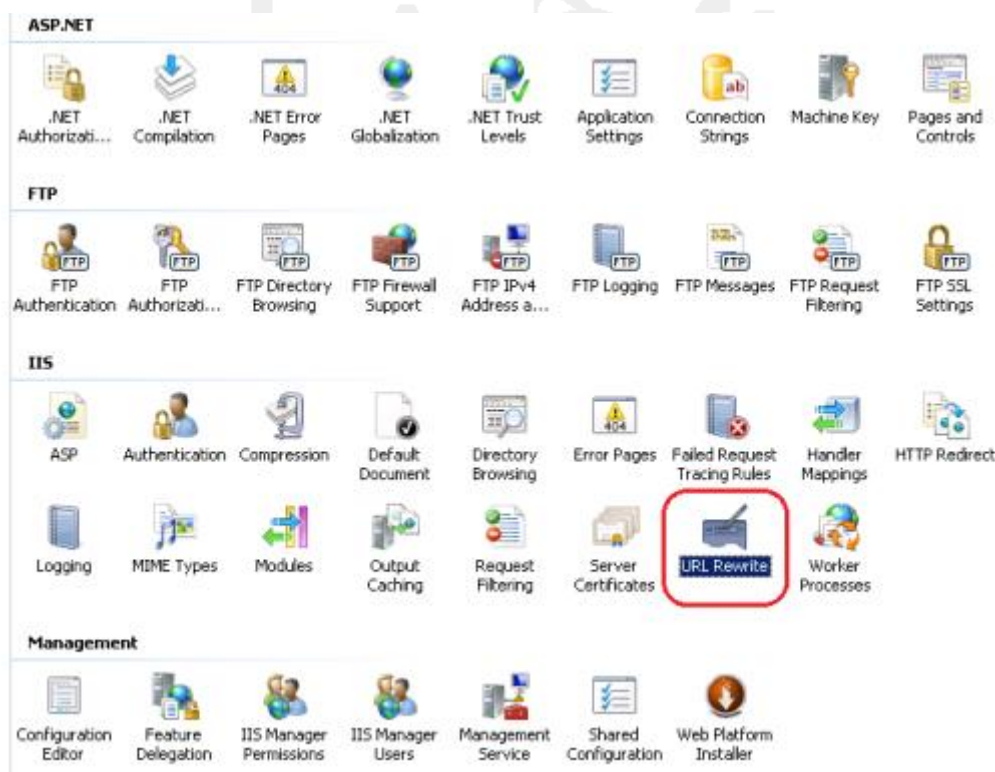 ASP.NET
.NET Authorizati...
.NET Compilation
.NET Error Pages
.NET Globalization
.NET Trust Levels
Application Settings
Connection Strings
Machine Key
Pages and Controls
FTP
FTP Authentication
FTP Authorizati...
FTP Directory Browsing
FTP Firewall Support
FTP IPv4 Address a...
FTP Logging
FTP Messages
FTP Request Filtering
FTP SSL Settings
IIS
ASP
Authentication
Compression
Default Document
Directory Browsing
Error Pages
Failed Request Tracing Rules
Handler Mappings
HTTP Redirect
Logging
MIME Types
Modules
Output Caching
Request Filtering
Server Certificates
URL Rewrite
Worker Processes
Management
Configuration Editor
Feature Delegation
IIS Manager Permissions
IIS Manager Users
Management Service
Shared Configuration
Web Platform Installer